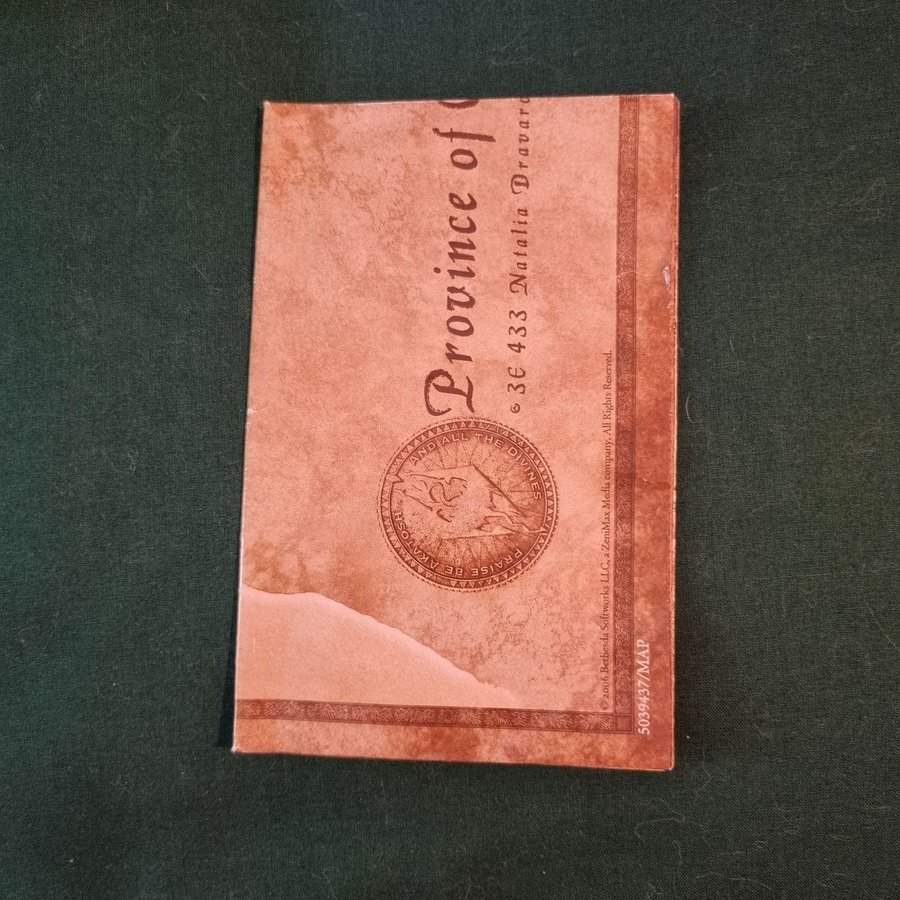 Province of
© 3E 433 Natalia Dravar
PRAISE BE AKATOSH AND ALL THE DIVINES
© 2006 Bethesda Softworks LLC, a ZeniMax Media company. All Rights Reserved.
5039437/MAP